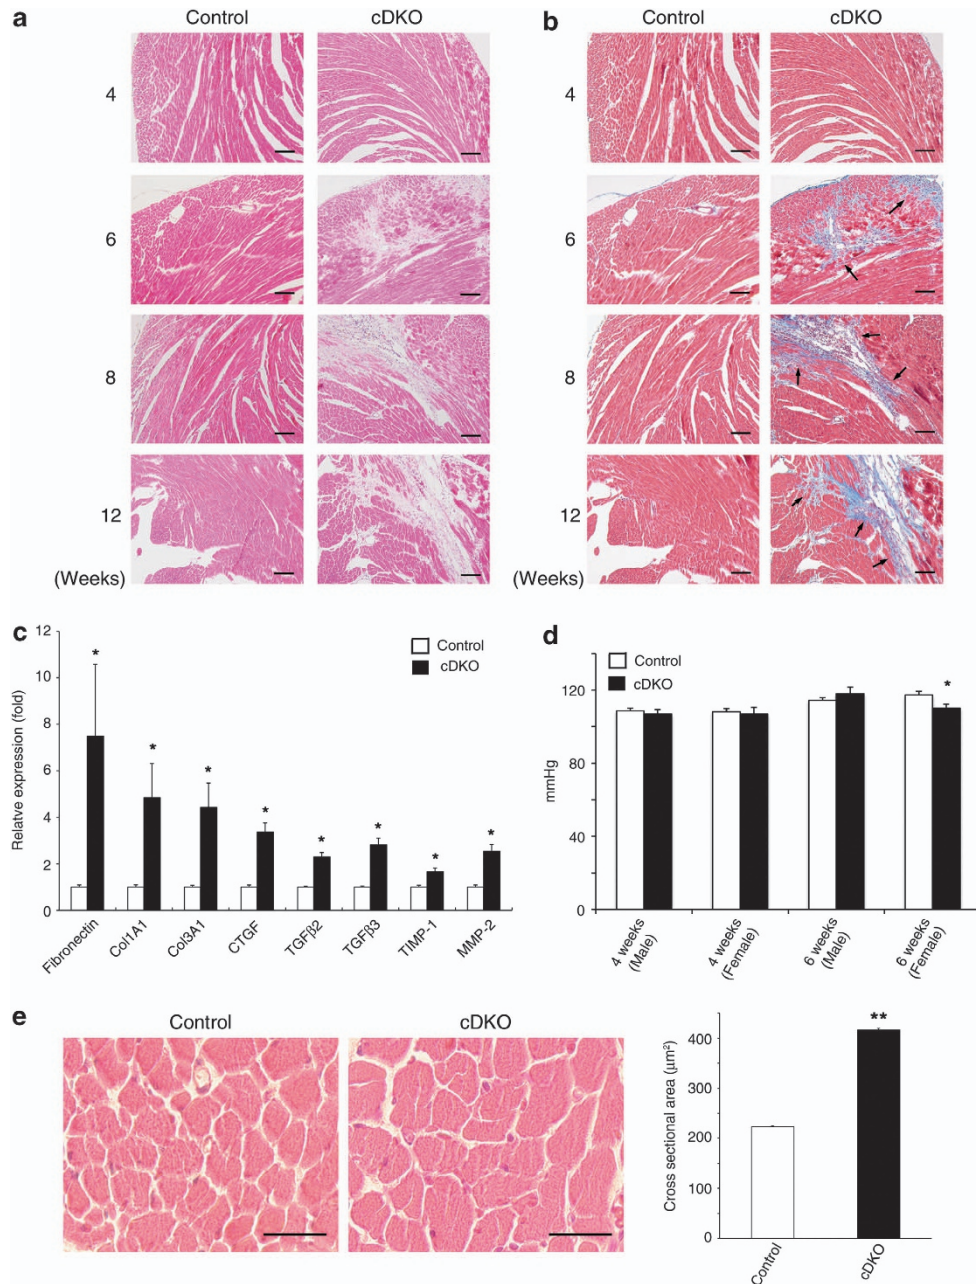 a
Control
cDKO
4
6
8
12
(Weeks)
b
Control
cDKO
4
6
8
12
(Weeks)
c
Relatve expression (fold)
12
10
8
6
4
2
0
Control
cDKO
*
*
*
*
*
*
*
*
Fibronectin
Col1A1
Col3A1
CTGF
TGFβ2
TGFβ3
TIMP-1
MMP-2
d
mmHg
120
80
40
0
Control
cDKO
*
4 weeks
(Male)
4 weeks
(Female)
6 weeks
(Male)
6 weeks
(Female)
e
Control
cDKO
Cross sectional area (μm²)
400
300
200
100
0
**
Control
cDKO